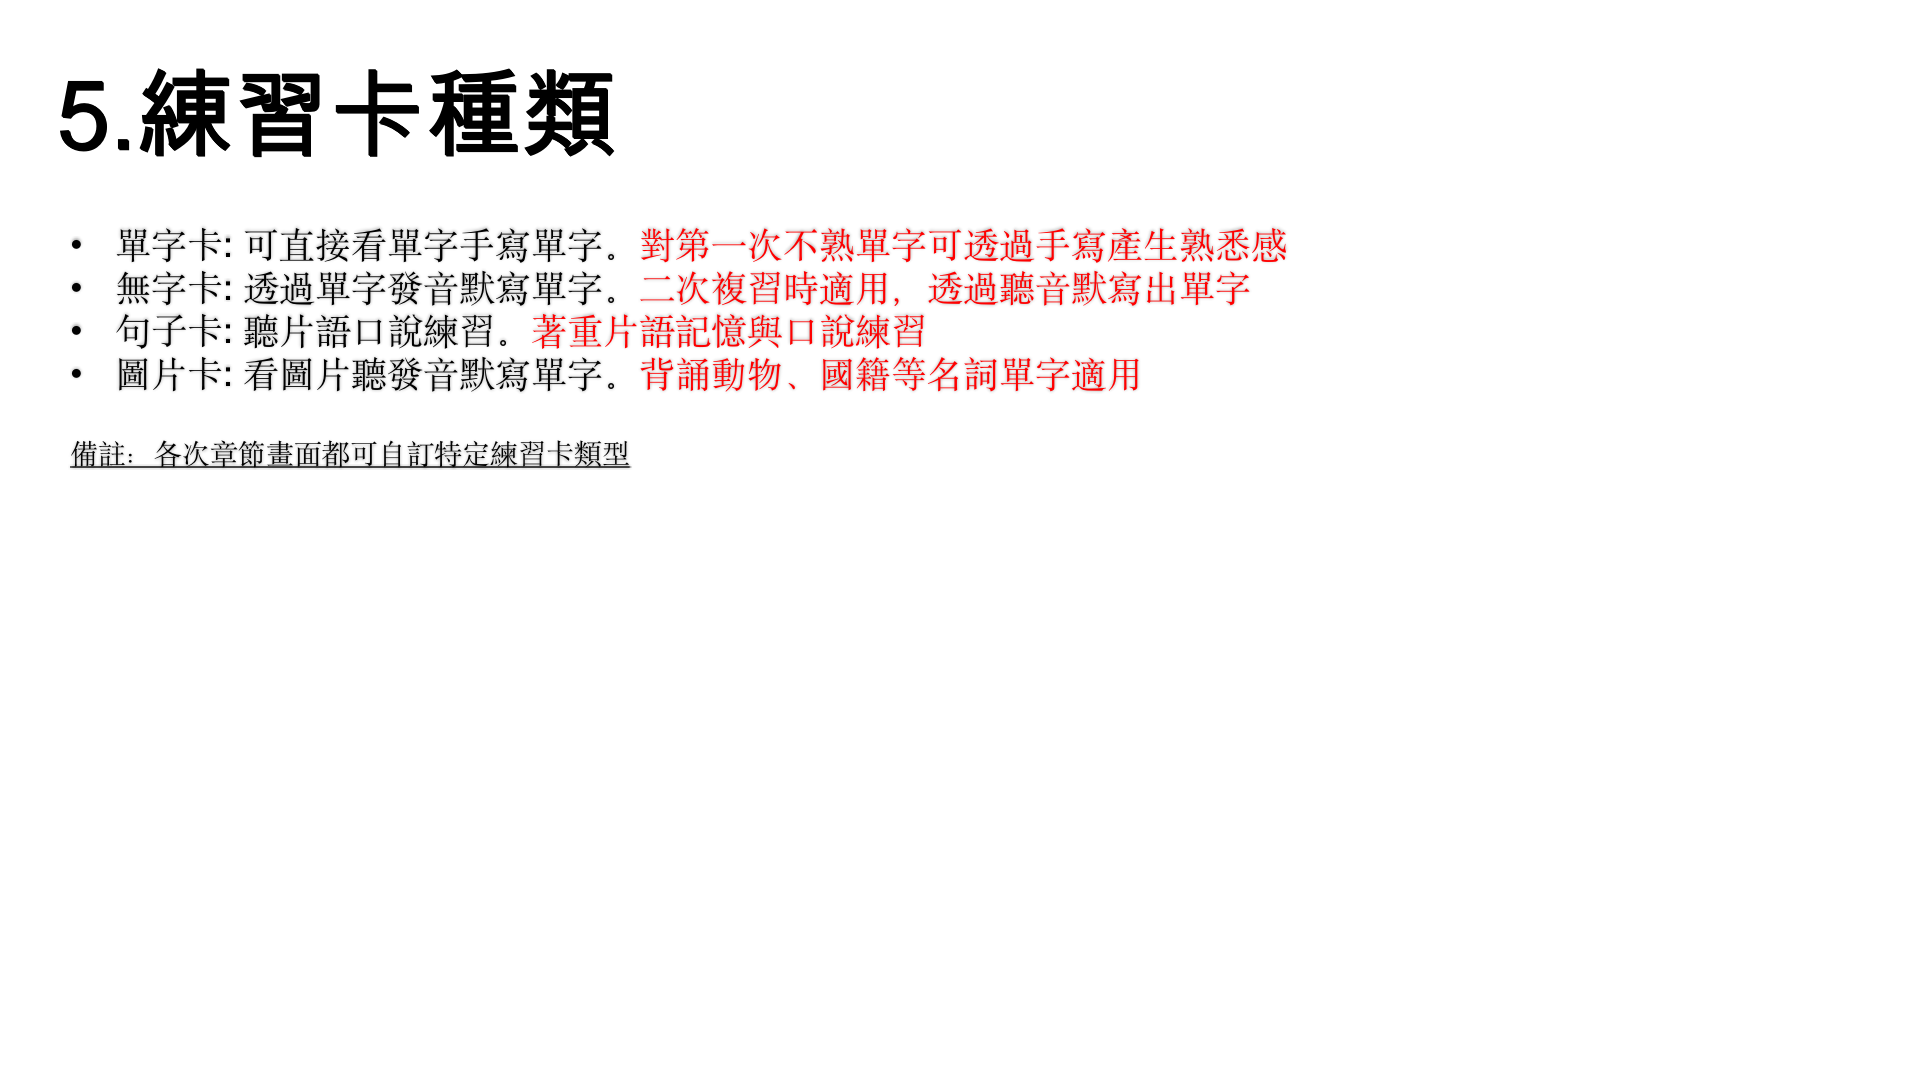 5.練習卡種類
• 單字卡: 可直接看單字手寫單字。對第一次不熟單字可透過手寫產生熟悉感
• 無字卡: 透過單字發音默寫單字。二次複習時適用，透過聽音默寫出單字
• 句子卡: 聽片語口說練習。著重片語記憶與口說練習
• 圖片卡: 看圖片聽發音默寫單字。背誦動物、國籍等名詞單字適用
備註：各次章節畫面都可自訂特定練習卡類型